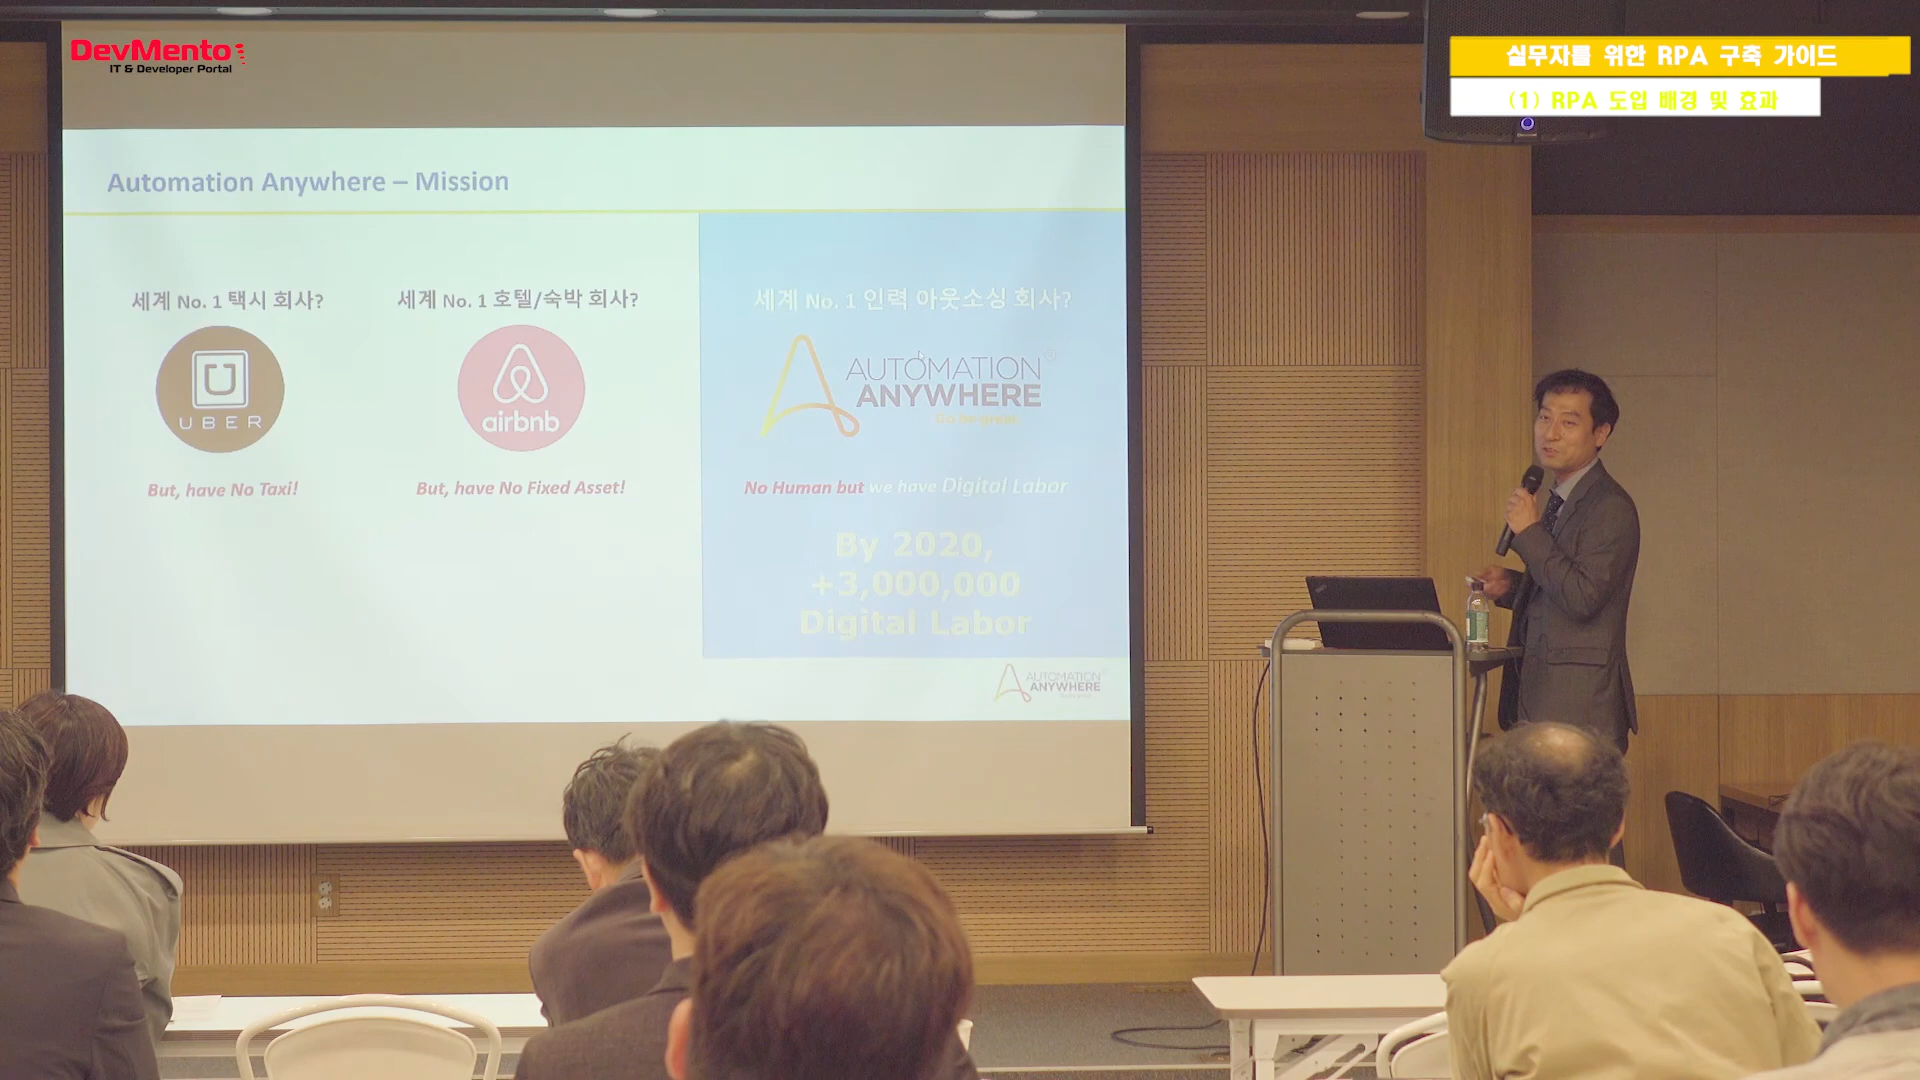 DevMento
IT & Developer Portal
실무자를 위한 RPA 구축 가이드
(1) RPA 도입 배경 및 효과
Automation Anywhere – Mission
세계 No. 1 택시 회사?
UBER
But, have No Taxi!
세계 No. 1 호텔/숙박 회사?
airbnb
But, have No Fixed Asset!
세계 No. 1 인력 아웃소싱 회사?
AUTOMATION
ANYWHERE
Go be great.
No Human but we have Digital Labor
By 2020,
+3,000,000
Digital Labor
AUTOMATION
ANYWHERE